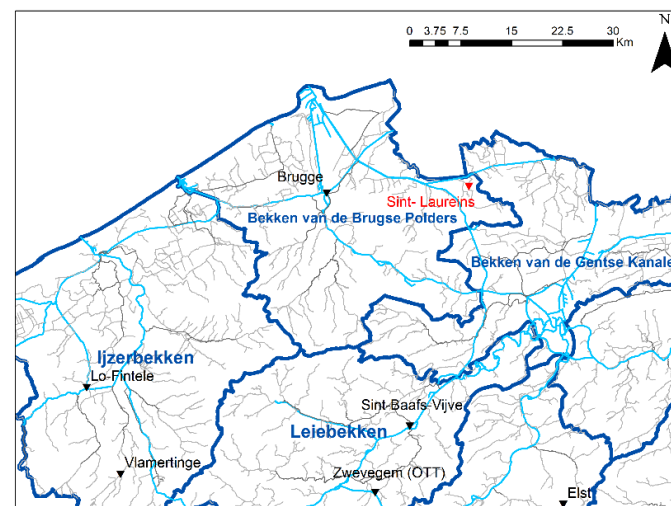 N
0 3.75 7.5 15 22.5 30
Km
Brugge
Sint- Laureins
Bekken van de Brugse Polders
Bekken van de Gentse Kanale
Ijzerbekken
Lo-Fintele
Sint-Baafs-Vijve
Leiebekken
Vlamertinge
Zwevegem (OTT)
Elst